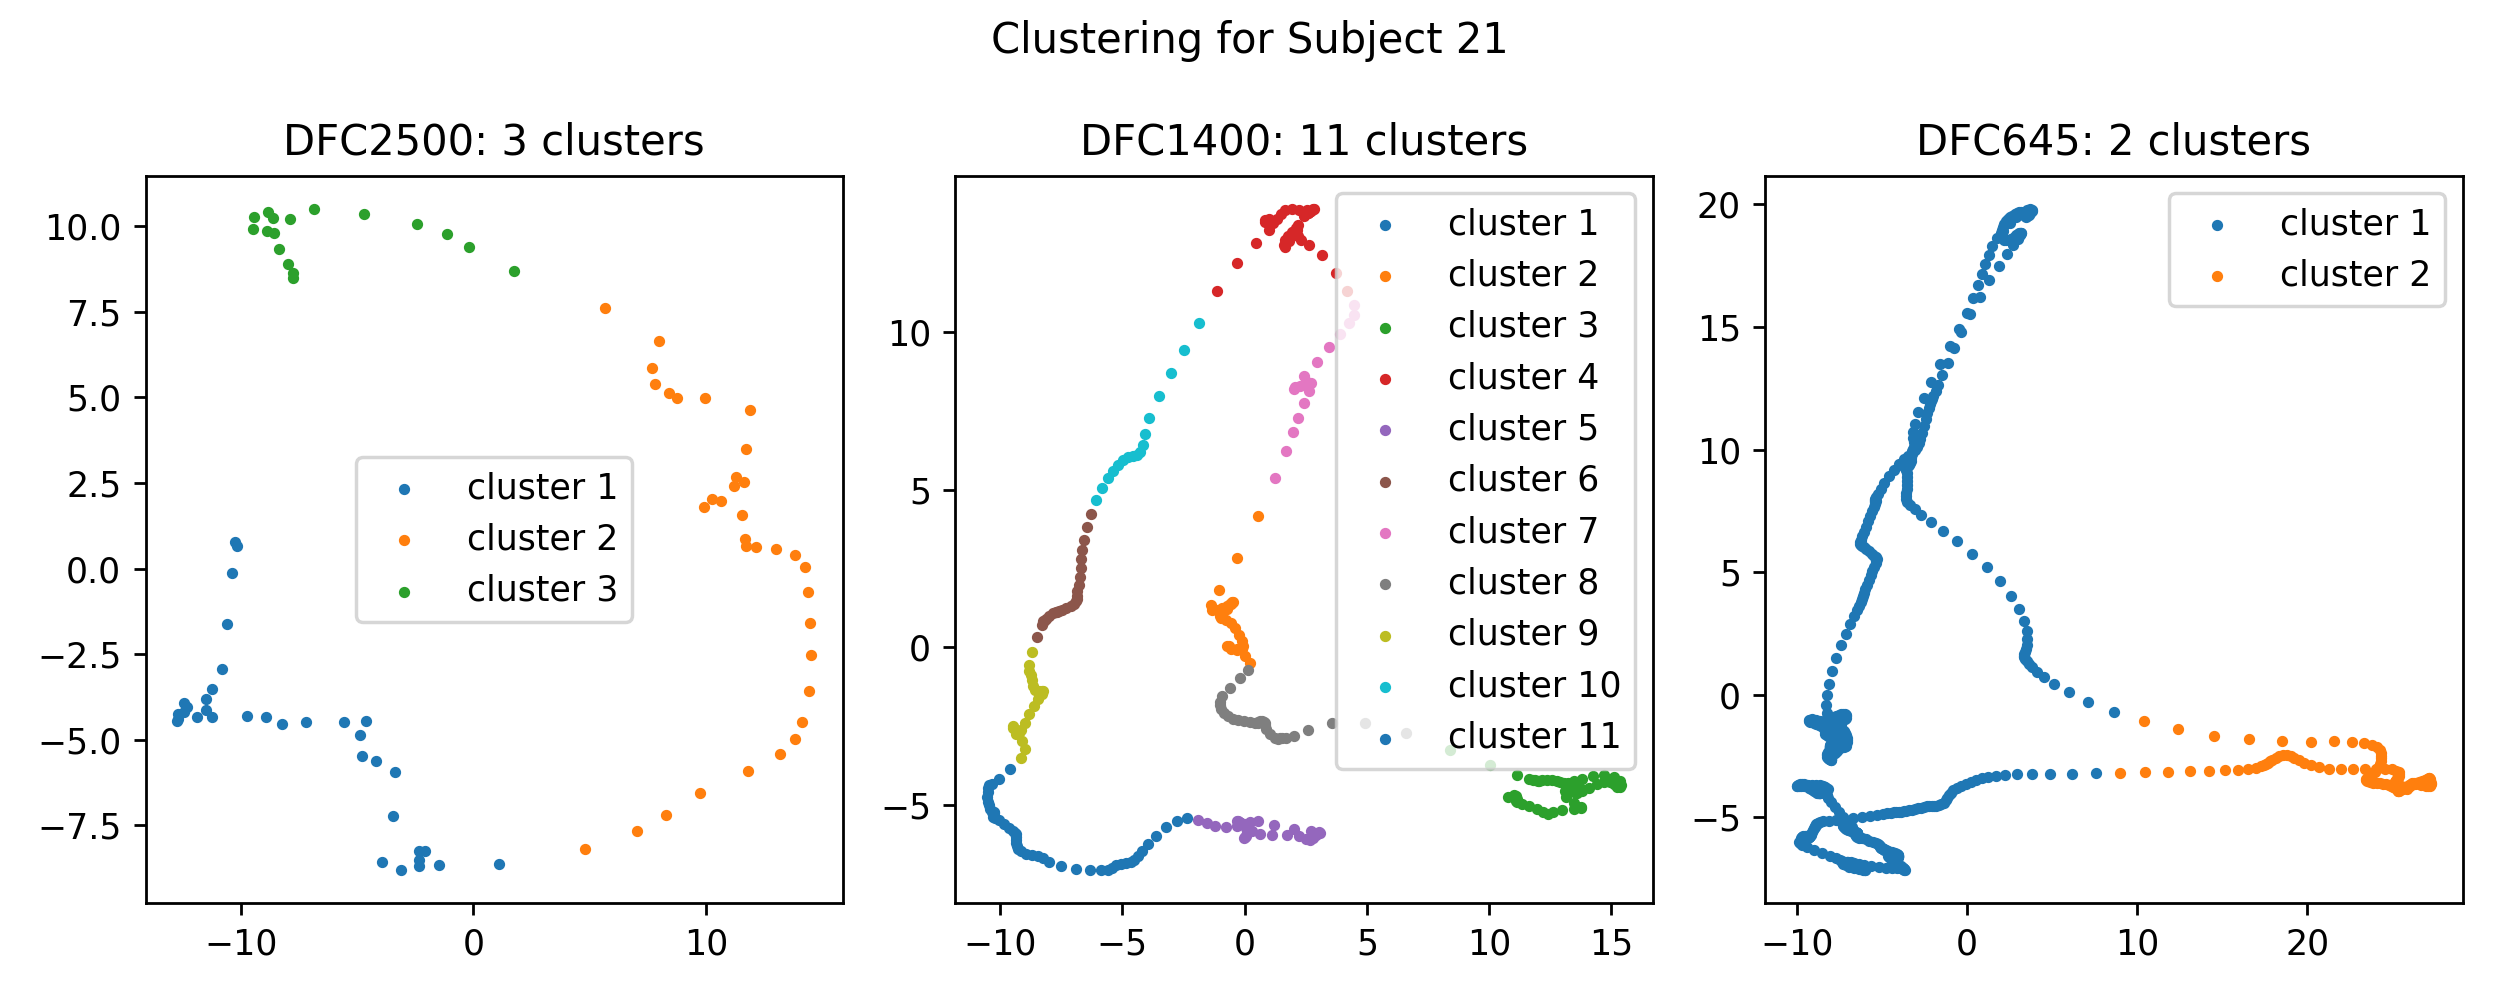 Clustering for Subject 21
DFC2500: 3 clusters
10.0
7.5
5.0
2.5
0.0
−2.5
−5.0
−7.5
−10
0
10
cluster 1
cluster 2
cluster 3
DFC1400: 11 clusters
10
5
0
−5
−10
−5
0
5
10
15
cluster 1
cluster 2
cluster 3
cluster 4
cluster 5
cluster 6
cluster 7
cluster 8
cluster 9
cluster 10
cluster 11
DFC645: 2 clusters
20
15
10
5
0
−5
−10
0
10
20
cluster 1
cluster 2